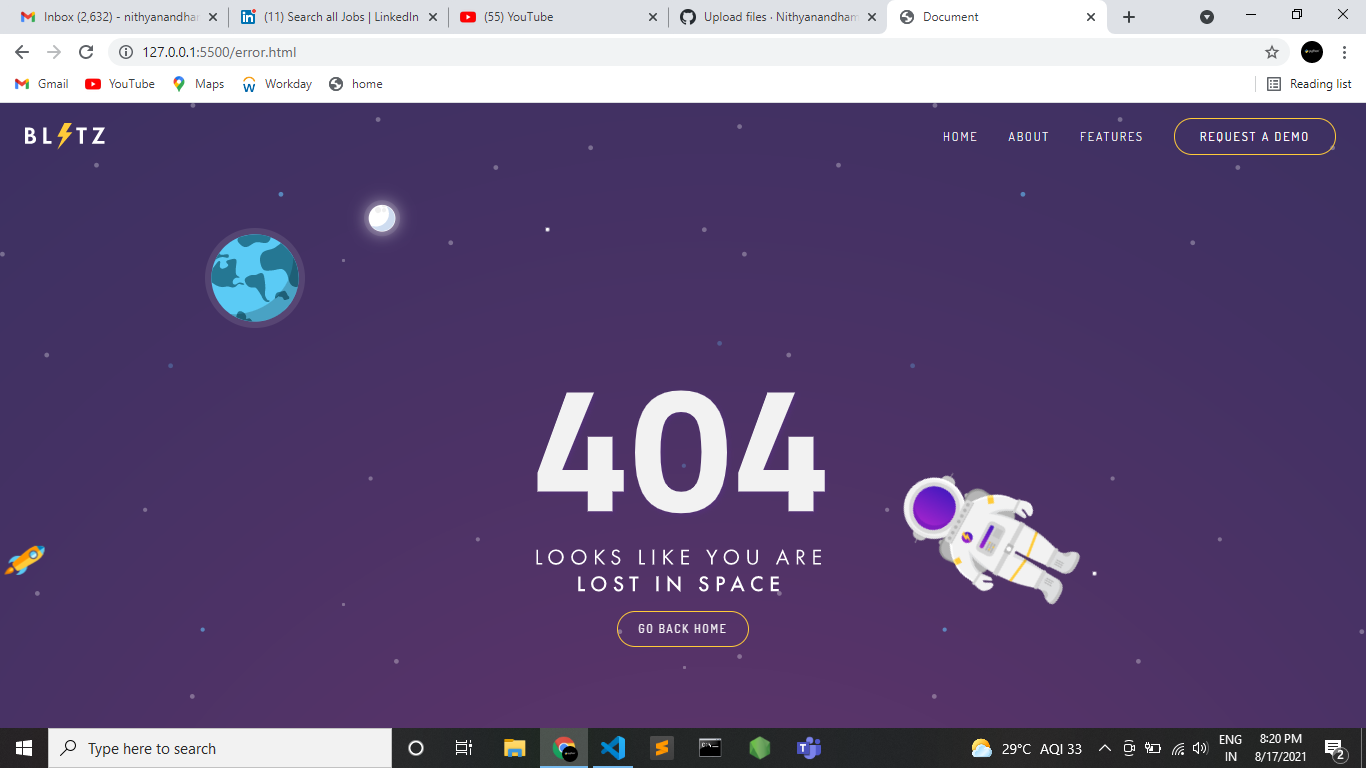 Inbox (2,632) - nithyanandhan
(11) Search all Jobs | LinkedIn
(55) YouTube
Upload files · Nithyanandham
Document
127.0.0.1:5500/error.html
Gmail
YouTube
Maps
Workday
home
Reading list
BLITZ
HOME
ABOUT
FEATURES
REQUEST A DEMO
404
LOOKS LIKE YOU ARE
LOST IN SPACE
GO BACK HOME
Type here to search
29°C AQI 33
ENG
IN
8:20 PM
8/17/2021
2